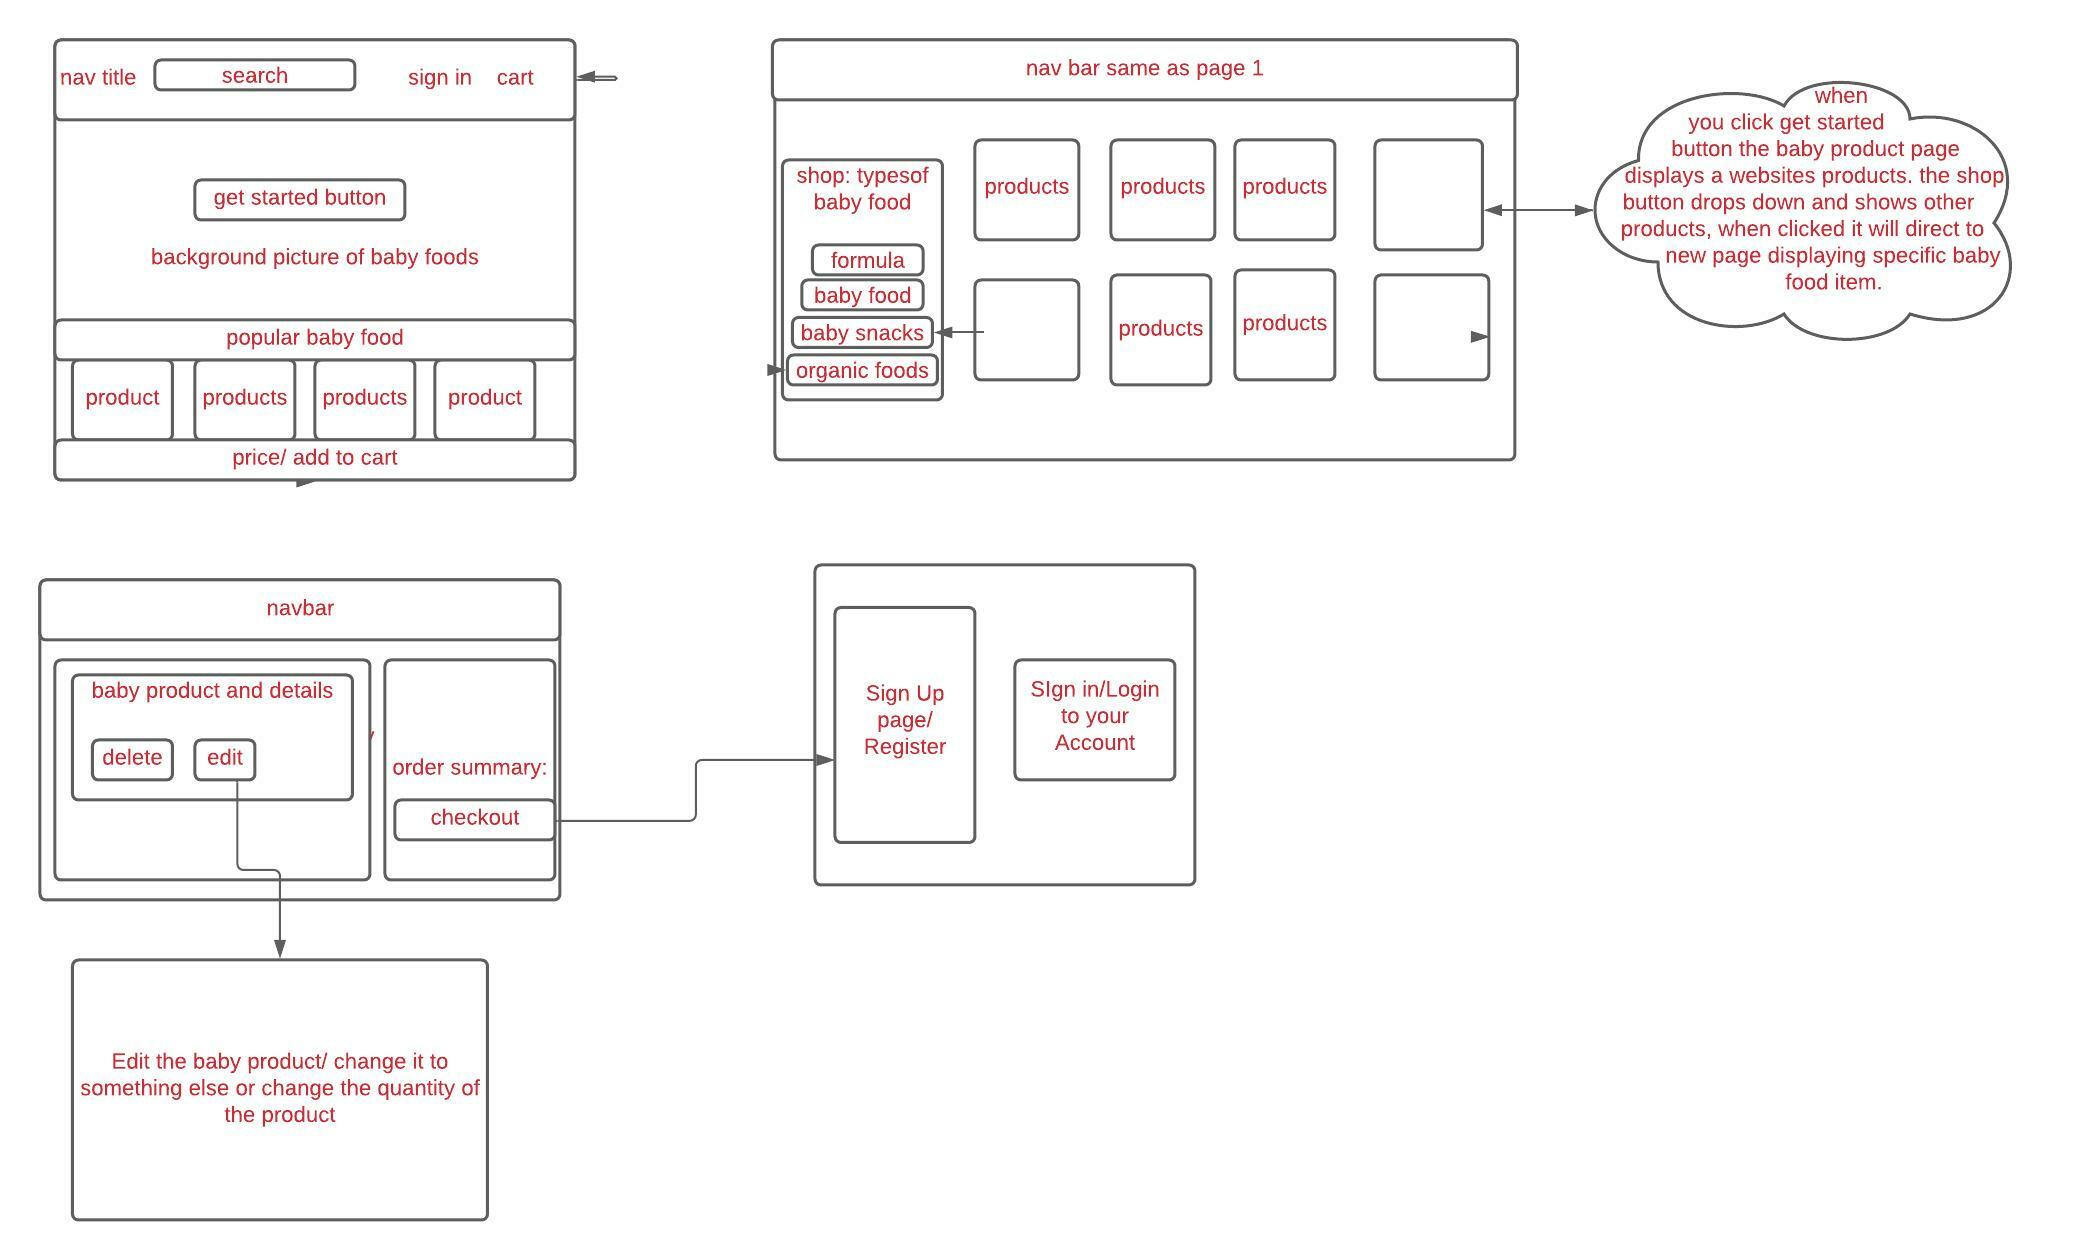 nav title
search
sign in
cart
get started button
background picture of baby foods
popular baby food
product
products
products
product
price/ add to cart
nav bar same as page 1
shop: typesof
baby food
formula
baby food
baby snacks
organic foods
products
products
products
products
products
when
you click get started
button the baby product page
displays a websites products. the shop
button drops down and shows other
products, when clicked it will direct to
new page displaying specific baby
food item.
navbar
baby product and details
delete
edit
order summary:
checkout
Sign Up
page/
Register
SIgn in/Login
to your
Account
Edit the baby product/ change it to
something else or change the quantity of
the product